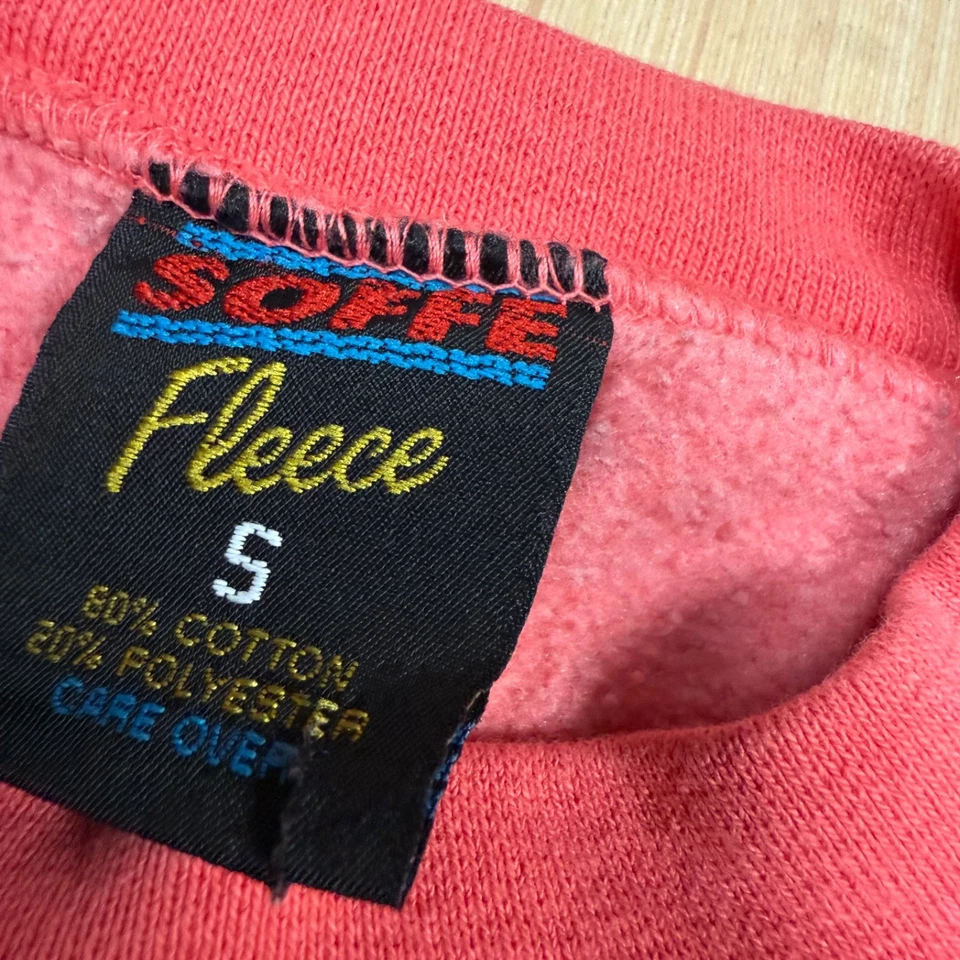 SOFFE
Fleece
S
80% COTTON
20% POLYESTER
CARE OVER